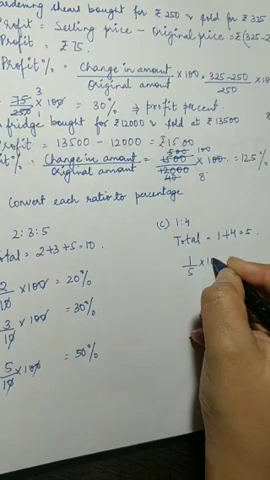 ardening shears bought for ₹ 250 & sold for ₹ 325
Profit = Selling price - Original price = ₹(325-2
Profit = ₹ 75.
Profit % = Change in amount / Original amount × 100 = 325-250 / 250 × 10
= 75/250 × 100 = 30% ⇒ profit percent.
fridge bought for ₹12000 & sold at ₹ 13500
Profit = 13500 - 12000 = ₹1500
it % = Change in amount / Original amount = 1500/12000 × 100 = 12.5%
Convert each ratio to percentage
2:3:5
(c) 1:4
Total = 2+3+5=10.
Total = 1+4=5.
2/10 × 100 = 20%
1/5 × 1
3/10 × 100 = 30%
5/10 × 100 = 50%